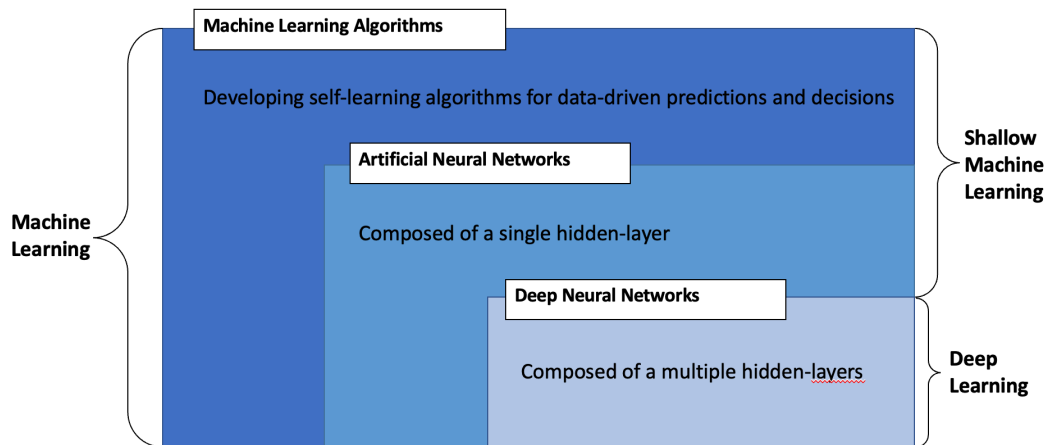 Machine Learning Algorithms
Developing self-learning algorithms for data-driven predictions and decisions
Artificial Neural Networks
Shallow
Machine
Learning
Machine
Learning
Composed of a single hidden-layer
Deep Neural Networks
Composed of a multiple hidden-layers
Deep
Learning